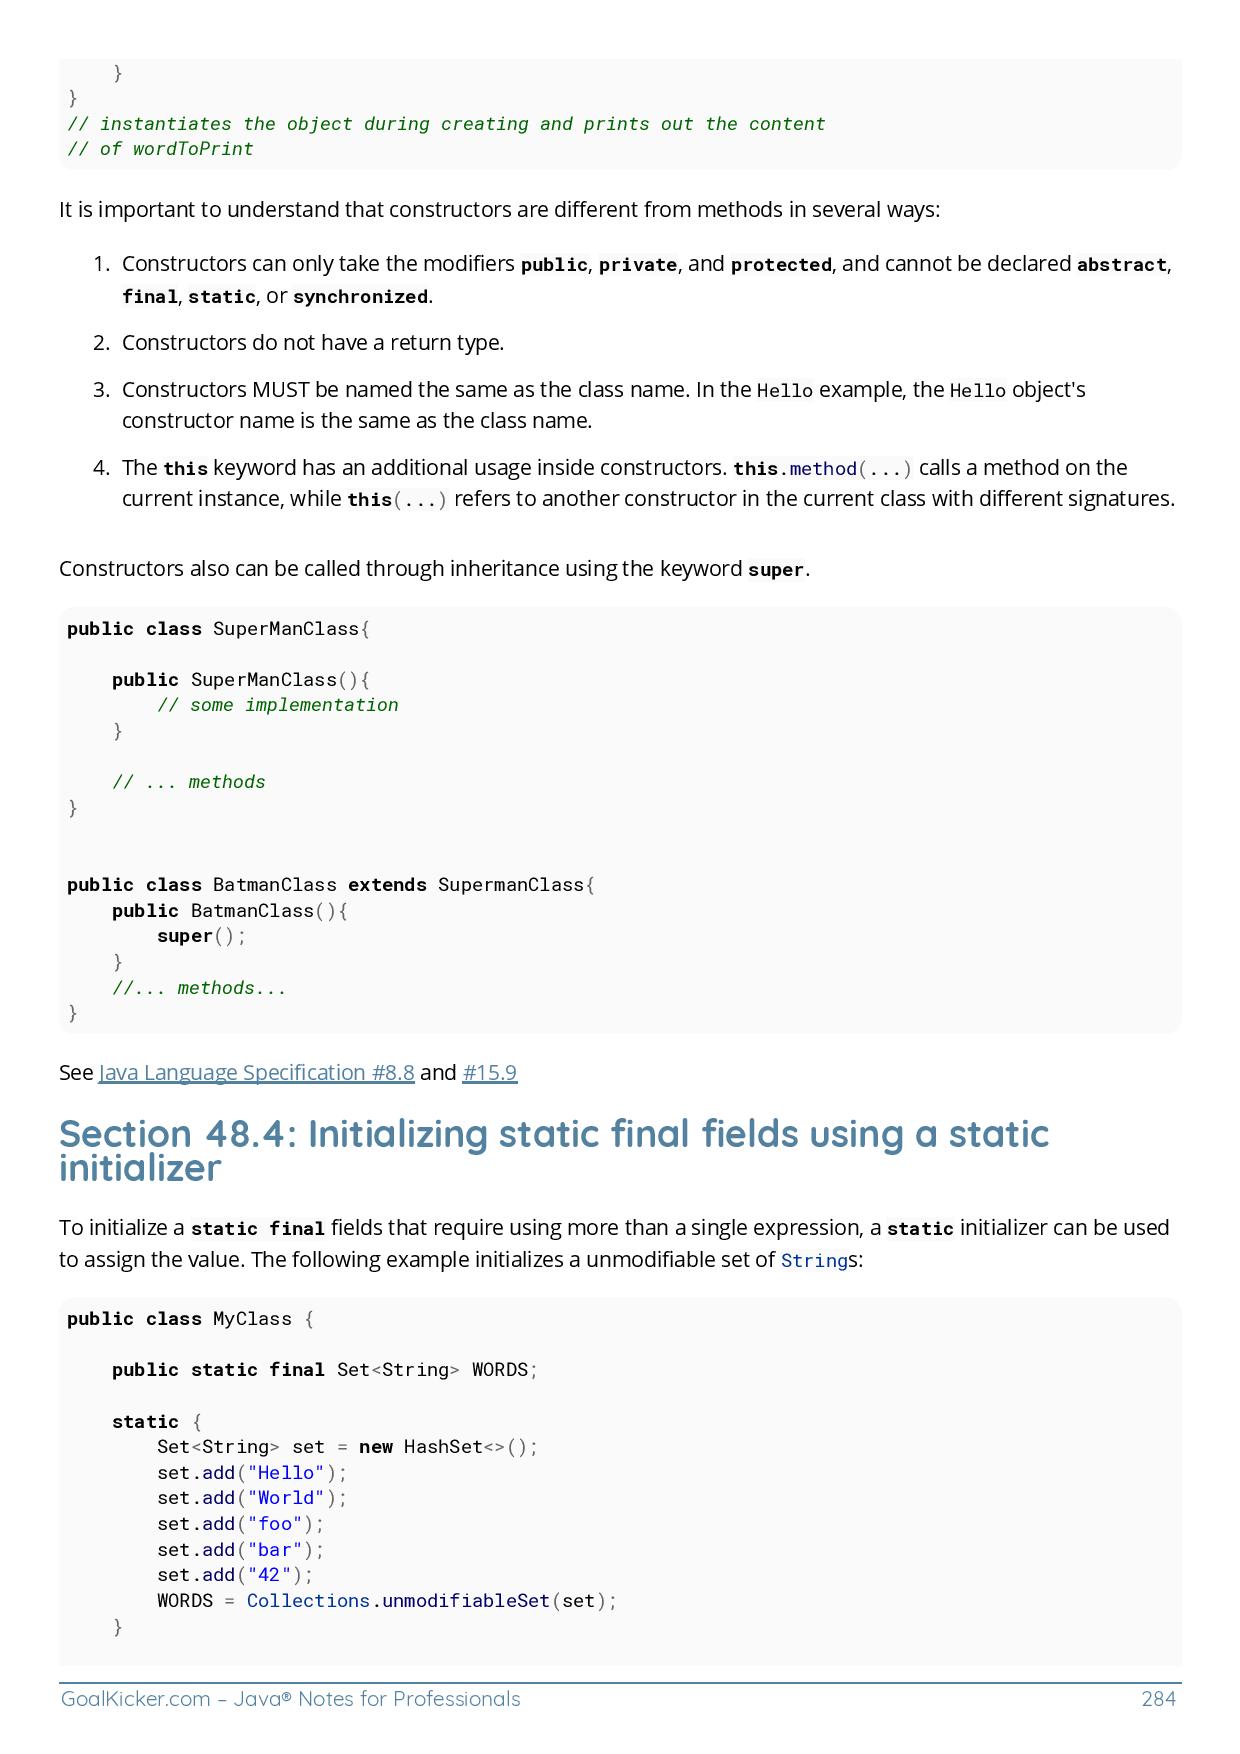 }
}
// instantiates the object during creating and prints out the content
// of wordToPrint
It is important to understand that constructors are different from methods in several ways:
1. Constructors can only take the modifiers public, private, and protected, and cannot be declared abstract,
final, static, or synchronized.
2. Constructors do not have a return type.
3. Constructors MUST be named the same as the class name. In the Hello example, the Hello object's
constructor name is the same as the class name.
4. The this keyword has an additional usage inside constructors. this.method(...) calls a method on the
current instance, while this(...) refers to another constructor in the current class with different signatures.
Constructors also can be called through inheritance using the keyword super.
public class SuperManClass{
    public SuperManClass(){
        // some implementation
    }
    // ... methods
}
public class BatmanClass extends SupermanClass{
    public BatmanClass(){
        super();
    }
    //... methods...
}
See Java Language Specification #8.8 and #15.9
Section 48.4: Initializing static final fields using a static
initializer
To initialize a static final fields that require using more than a single expression, a static initializer can be used
to assign the value. The following example initializes a unmodifiable set of Strings:
public class MyClass {
    public static final Set<String> WORDS;
    static {
        Set<String> set = new HashSet<>();
        set.add("Hello");
        set.add("World");
        set.add("foo");
        set.add("bar");
        set.add("42");
        WORDS = Collections.unmodifiableSet(set);
    }
GoalKicker.com – Java® Notes for Professionals
284